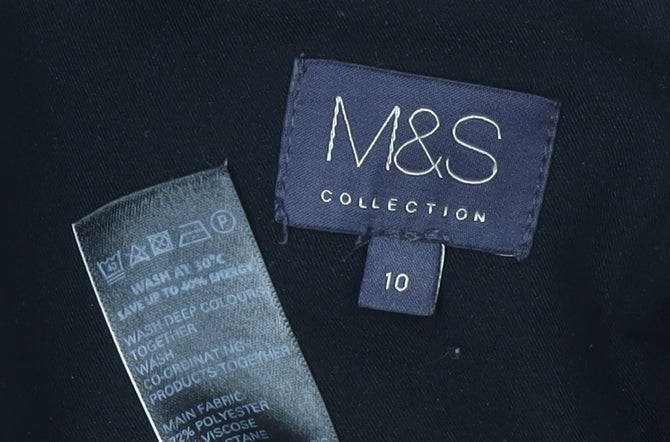 M&S
COLLECTION
10
P
WASH AT 30°C
SAVE UP TO 40% ENERGY
WASH DEEP COLOURS
TOGETHER
WASH
CO-ORDINATING
PRODUCTS TOGETHER
MAIN FABRIC
POLYESTER
VISCOSE